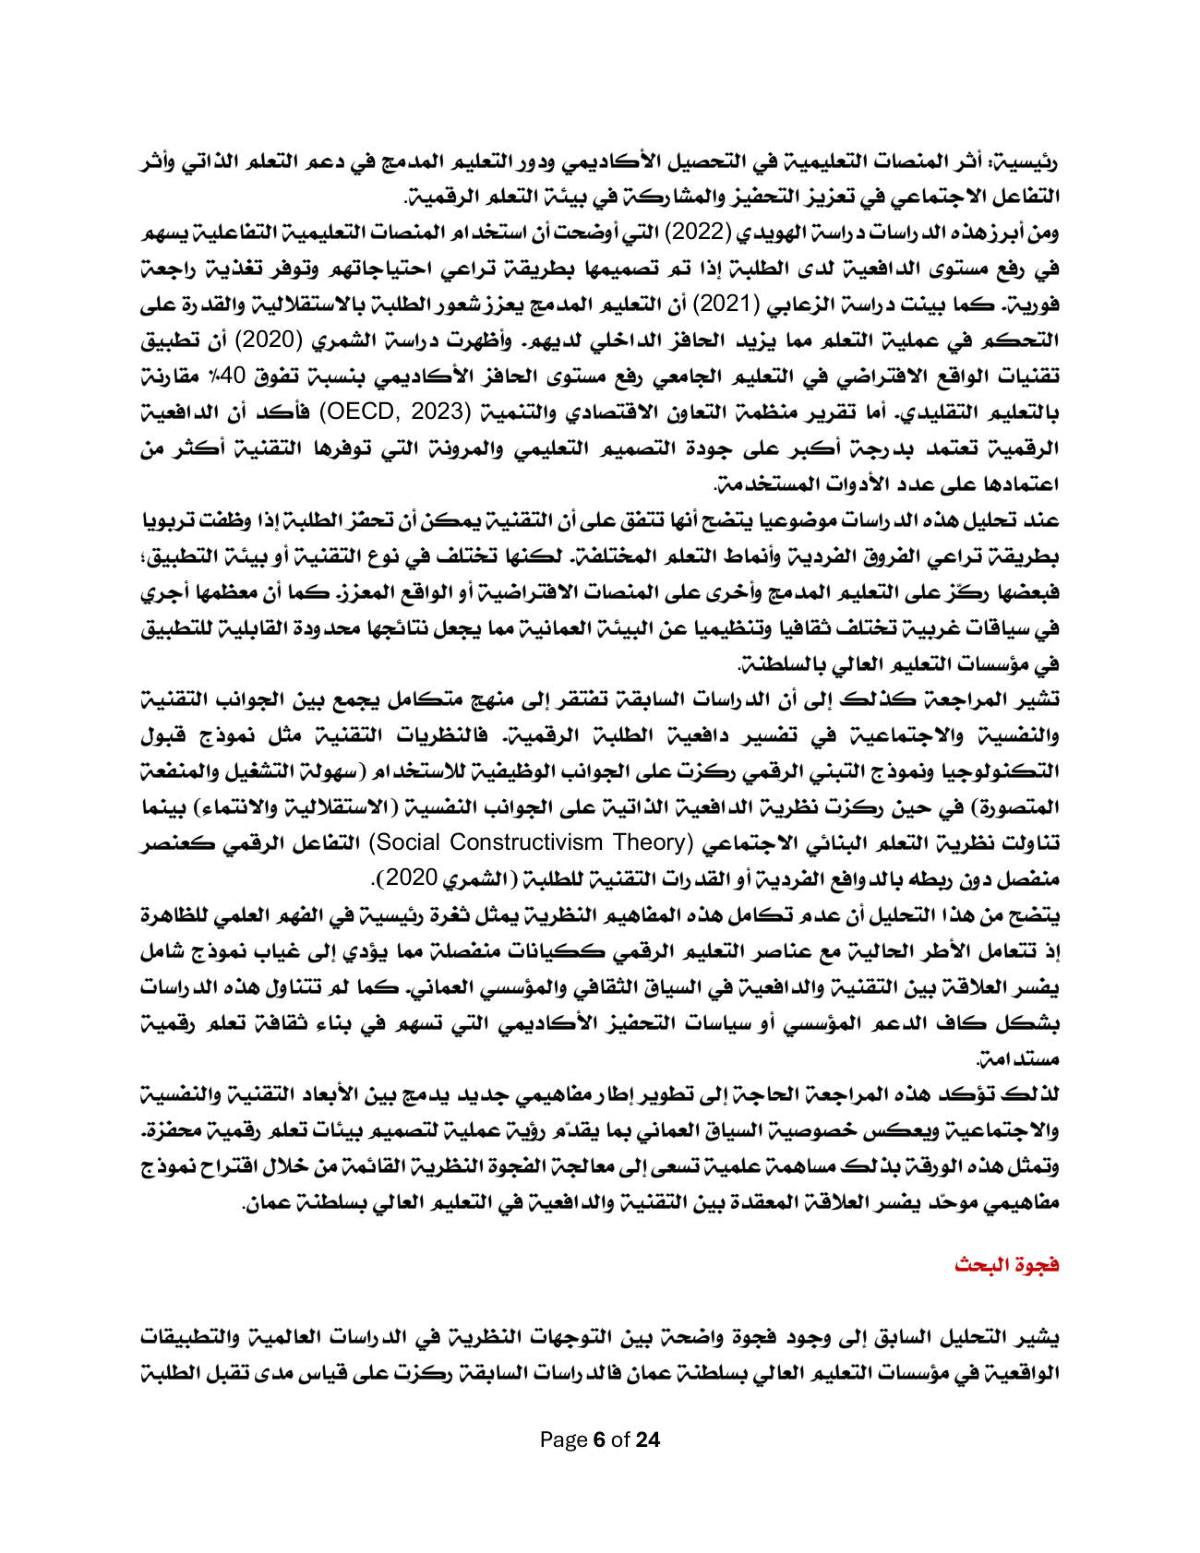 رئيسية: أثر المنصات التعليمية في التحصيل الأكاديمي ودور التعليم المدمج في دعم التعلم الذاتي وأثر
التفاعل الاجتماعي في تعزيز التحفيز والمشاركة في بيئة التعلم الرقمية.
ومن أبرز هذه الدراسات دراسة الهويدي (2022) التي أوضحت أن استخدام المنصات التعليمية التفاعلية يسهم
في رفع مستوى الدافعية لدى الطلبة إذا تم تصميمها بطريقة تراعي احتياجاتهم وتوفر تغذية راجعة
فورية. كما بينت دراسة الزعابي (2021) أن التعليم المدمج يعزز شعور الطلبة بالاستقلالية والقدرة على
التحكم في عملية التعلم مما يزيد الحافز الداخلي لديهم. وأظهرت دراسة الشمري (2020) أن تطبيق
تقنيات الواقع الافتراضي في التعليم الجامعي رفع مستوى الحافز الأكاديمي بنسبة تفوق 40٪ مقارنة
بالتعليم التقليدي. أما تقرير منظمة التعاون الاقتصادي والتنمية (OECD, 2023) فأكد أن الدافعية
الرقمية تعتمد بدرجة أكبر على جودة التصميم التعليمي والمرونة التي توفرها التقنية أكثر من
اعتمادها على عدد الأدوات المستخدمة.
عند تحليل هذه الدراسات موضوعيا يتضح أنها تتفق على أن التقنية يمكن أن تحفّز الطلبة إذا وظفت تربويا
بطريقة تراعي الفروق الفردية وأنماط التعلم المختلفة. لكنها تختلف في نوع التقنية أو بيئة التطبيق؛
فبعضها ركّز على التعليم المدمج وأخرى على المنصات الافتراضية أو الواقع المعزز. كما أن معظمها أجري
في سياقات غربية تختلف ثقافيا وتنظيميا عن البيئة العمانية مما يجعل نتائجها محدودة القابلية للتطبيق
في مؤسسات التعليم العالي بالسلطنة.
تشير المراجعة كذلك إلى أن الدراسات السابقة تفتقر إلى منهج متكامل يجمع بين الجوانب التقنية
والنفسية والاجتماعية في تفسير دافعية الطلبة الرقمية. فالنظريات التقنية مثل نموذج قبول
التكنولوجيا ونموذج التبني الرقمي ركزت على الجوانب الوظيفية للاستخدام (سهولة التشغيل والمنفعة
المتصورة) في حين ركزت نظرية الدافعية الذاتية على الجوانب النفسية (الاستقلالية والانتماء) بينما
تناولت نظرية التعلم البنائي الاجتماعي (Social Constructivism Theory) التفاعل الرقمي كعنصر
منفصل دون ربطه بالدوافع الفردية أو القدرات التقنية للطلبة (الشمري 2020).
يتضح من هذا التحليل أن عدم تكامل هذه المفاهيم النظرية يمثل ثغرة رئيسية في الفهم العلمي للظاهرة
إذ تتعامل الأطر الحالية مع عناصر التعليم الرقمي ككيانات منفصلة مما يؤدي إلى غياب نموذج شامل
يفسر العلاقة بين التقنية والدافعية في السياق الثقافي والمؤسسي العماني. كما لم تتناول هذه الدراسات
بشكل كاف الدعم المؤسسي أو سياسات التحفيز الأكاديمي التي تسهم في بناء ثقافة تعلم رقمية
مستدامة.
لذلك تؤكد هذه المراجعة الحاجة إلى تطوير إطار مفاهيمي جديد يدمج بين الأبعاد التقنية والنفسية
والاجتماعية ويعكس خصوصية السياق العماني بما يقدّم رؤية عملية لتصميم بيئات تعلم رقمية محفزة.
وتمثل هذه الورقة بذلك مساهمة علمية تسعى إلى معالجة الفجوة النظرية القائمة من خلال اقتراح نموذج
مفاهيمي موحّد يفسر العلاقة المعقدة بين التقنية والدافعية في التعليم العالي بسلطنة عمان.
فجوة البحث
يشير التحليل السابق إلى وجود فجوة واضحة بين التوجهات النظرية في الدراسات العالمية والتطبيقات
الواقعية في مؤسسات التعليم العالي بسلطنة عمان فالدراسات السابقة ركزت على قياس مدى تقبل الطلبة
Page 6 of 24